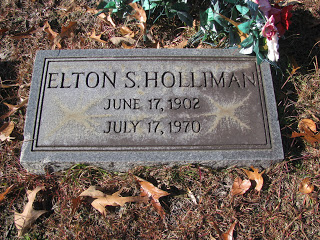 ELTON S. HOLLIMAN
JUNE 17, 1902
JULY 17, 1970